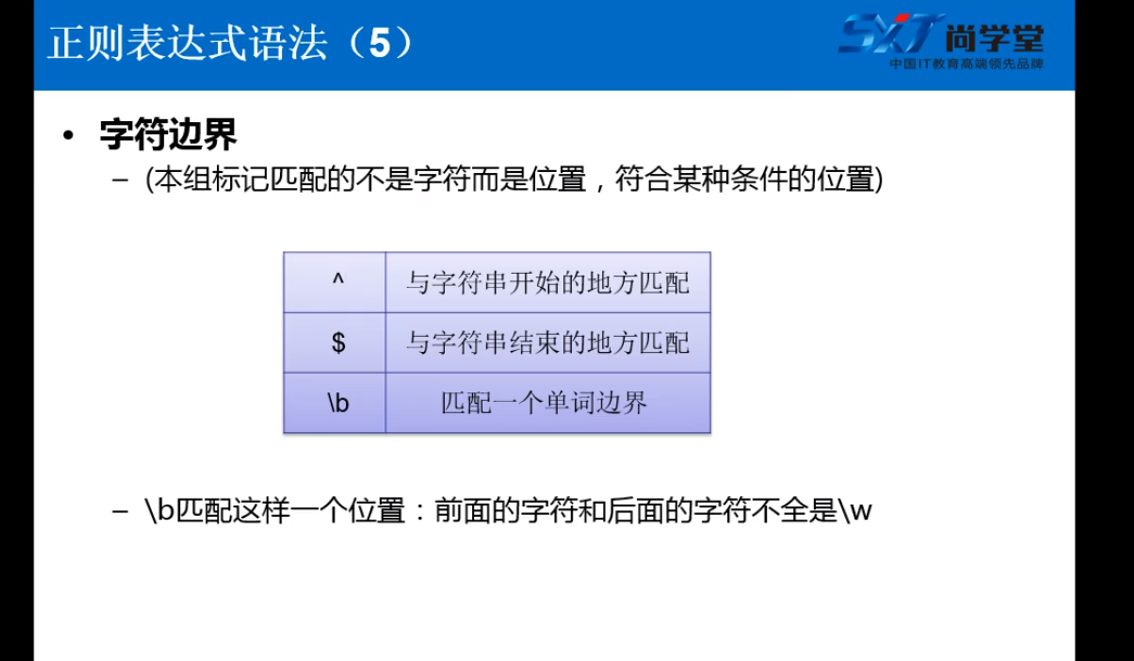 正则表达式语法（5）
SXT尚学堂
中国IT教育高端领先品牌
• 字符边界
– (本组标记匹配的不是字符而是位置，符合某种条件的位置)
^ 与字符串开始的地方匹配
$ 与字符串结束的地方匹配
\b 匹配一个单词边界
– \b匹配这样一个位置：前面的字符和后面的字符不全是\w